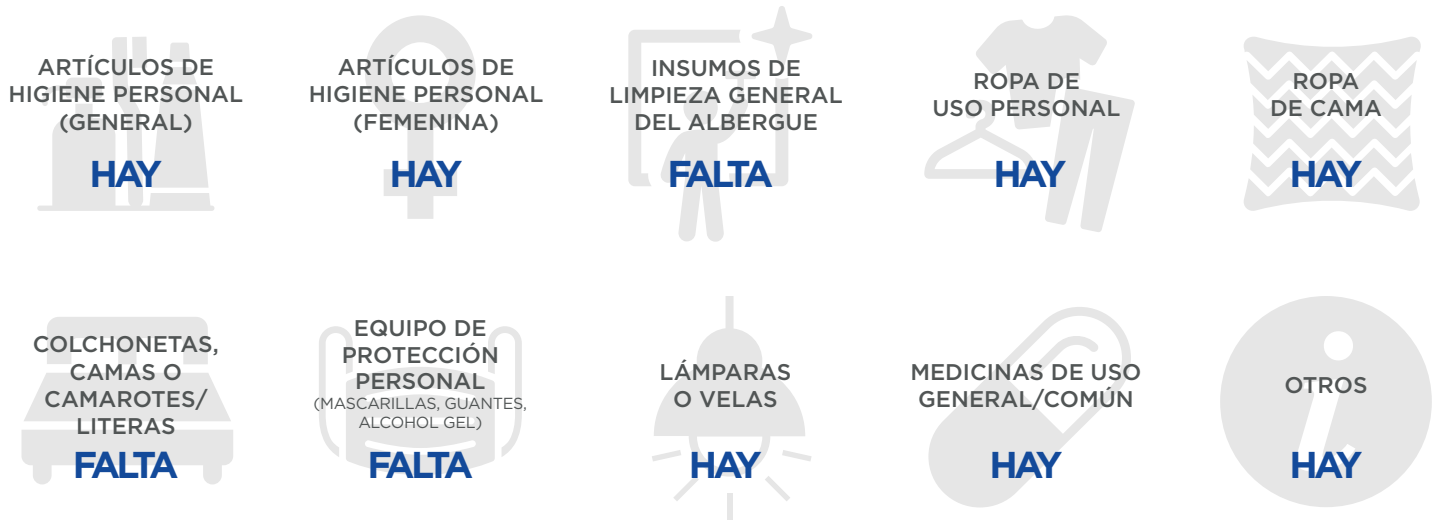 ARTÍCULOS DE
HIGIENE PERSONAL
(GENERAL)
HAY
ARTÍCULOS DE
HIGIENE PERSONAL
(FEMENINA)
HAY
INSUMOS DE
LIMPIEZA GENERAL
DEL ALBERGUE
FALTA
ROPA DE
USO PERSONAL
HAY
ROPA
DE CAMA
HAY
COLCHONETAS,
CAMAS O
CAMAROTES/
LITERAS
FALTA
EQUIPO DE
PROTECCIÓN
PERSONAL
(MASCARILLAS, GUANTES,
ALCOHOL GEL)
FALTA
LÁMPARAS
O VELAS
HAY
MEDICINAS DE USO
GENERAL/COMÚN
HAY
OTROS
HAY